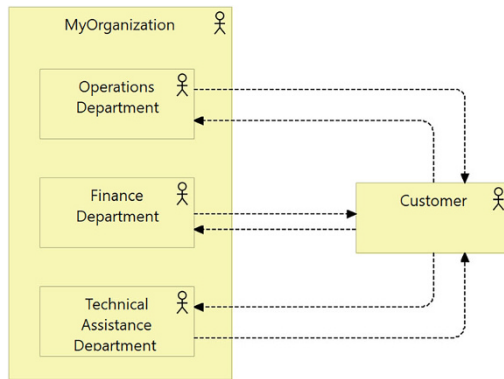 MyOrganization
Operations
Department
Finance
Department
Customer
Technical
Assistance
Department